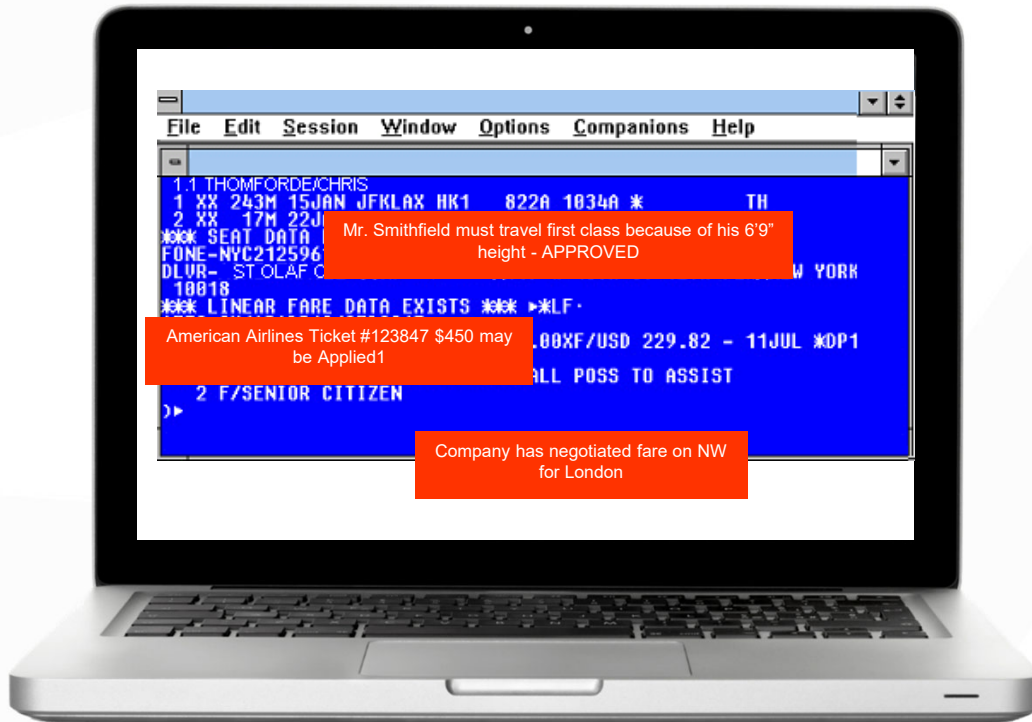 File Edit Session Window Options Companions Help
1.1 THOMFORDE/CHRIS
1 XX 243M 15JAN JFKLAX HK1 822A 1034A * TH
2 XX 17M
Mr. Smithfield must travel first class because of his 6'9"
height - APPROVED
*** SEAT DATA
FONE-NYC212596
DLVR- ST.OLAF YORK
10018
*** LINEAR FARE DATA EXISTS *** ▸*LF·
American Airlines Ticket #123847 $450 may
be Applied1
.00XF/USD 229.82 - 11JUL *DP1
POSS TO ASSIST
2 F/SENIOR CITIZEN
)▸
Company has negotiated fare on NW
for London